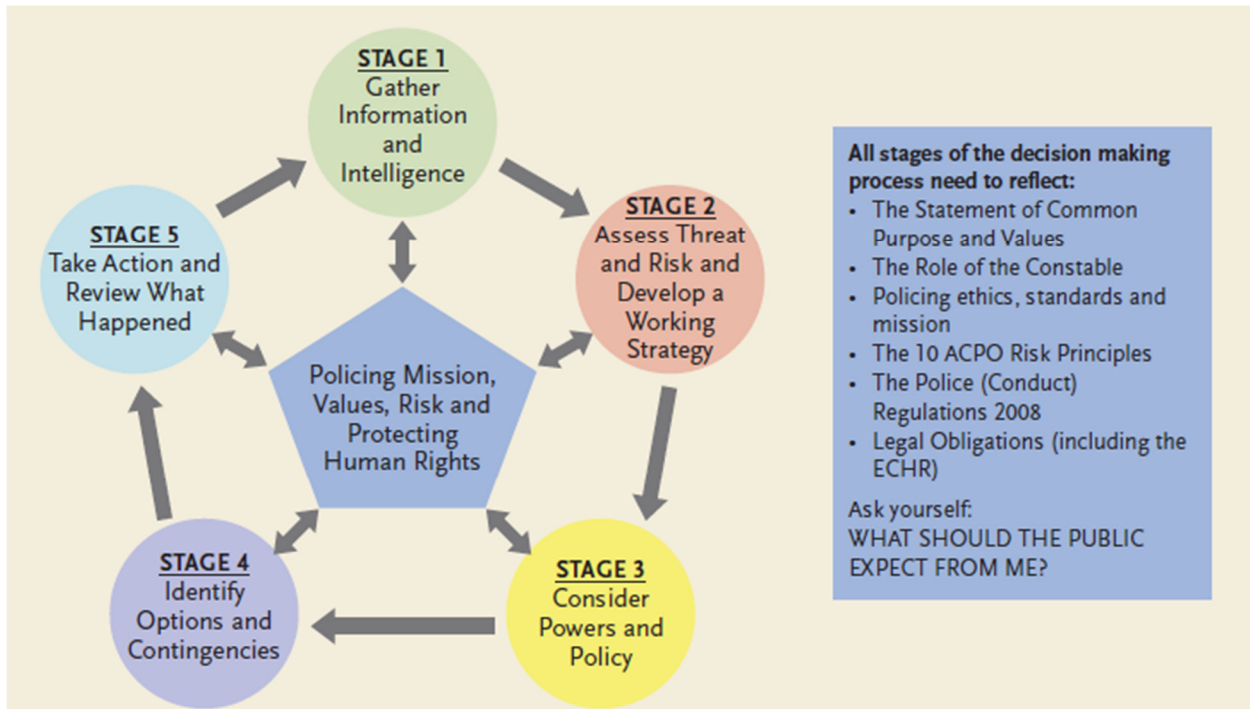 STAGE 1
Gather
Information
and
Intelligence
STAGE 2
Assess Threat
and Risk and
Develop a
Working
Strategy
STAGE 3
Consider
Powers and
Policy
STAGE 4
Identify
Options and
Contingencies
STAGE 5
Take Action and
Review What
Happened
Policing Mission,
Values, Risk and
Protecting
Human Rights
All stages of the decision making
process need to reflect:
• The Statement of Common
Purpose and Values
• The Role of the Constable
• Policing ethics, standards and
mission
• The 10 ACPO Risk Principles
• The Police (Conduct)
Regulations 2008
• Legal Obligations (including the
ECHR)
Ask yourself:
WHAT SHOULD THE PUBLIC
EXPECT FROM ME?